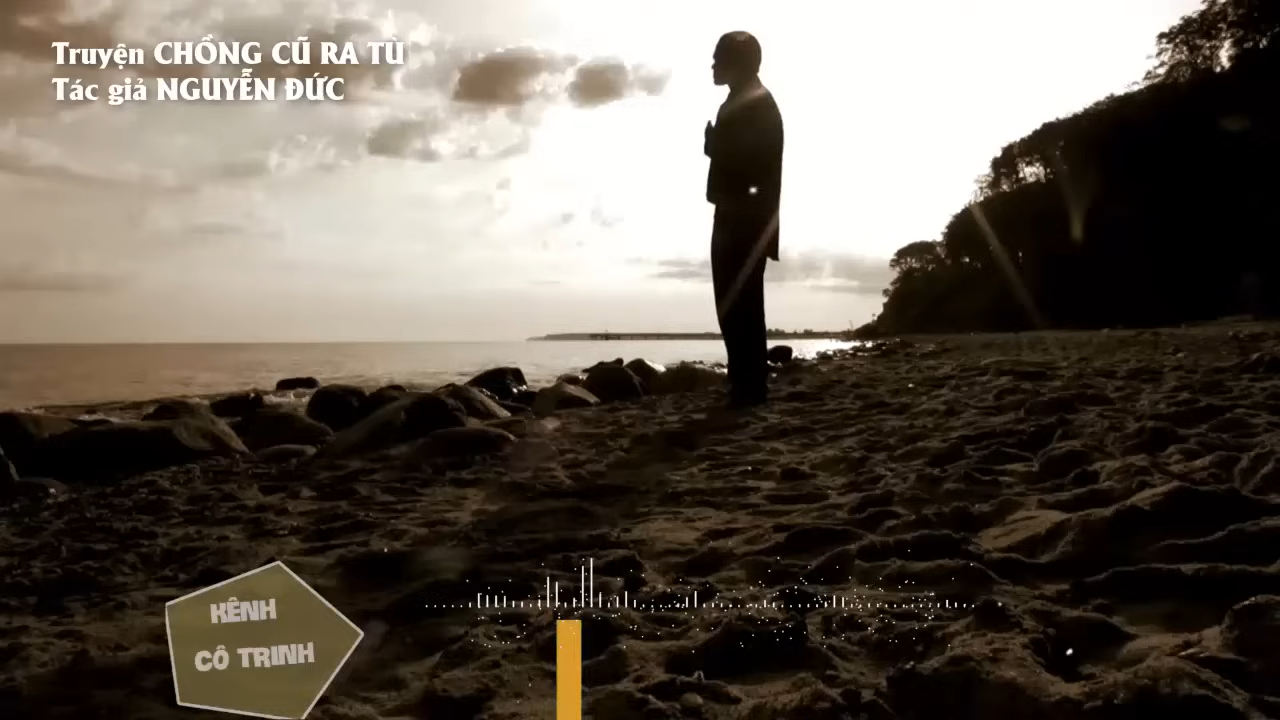 Truyện CHỒNG CŨ RA TÙ
Tác giả NGUYỄN ĐỨC
KÊNH
CÔ TRINH